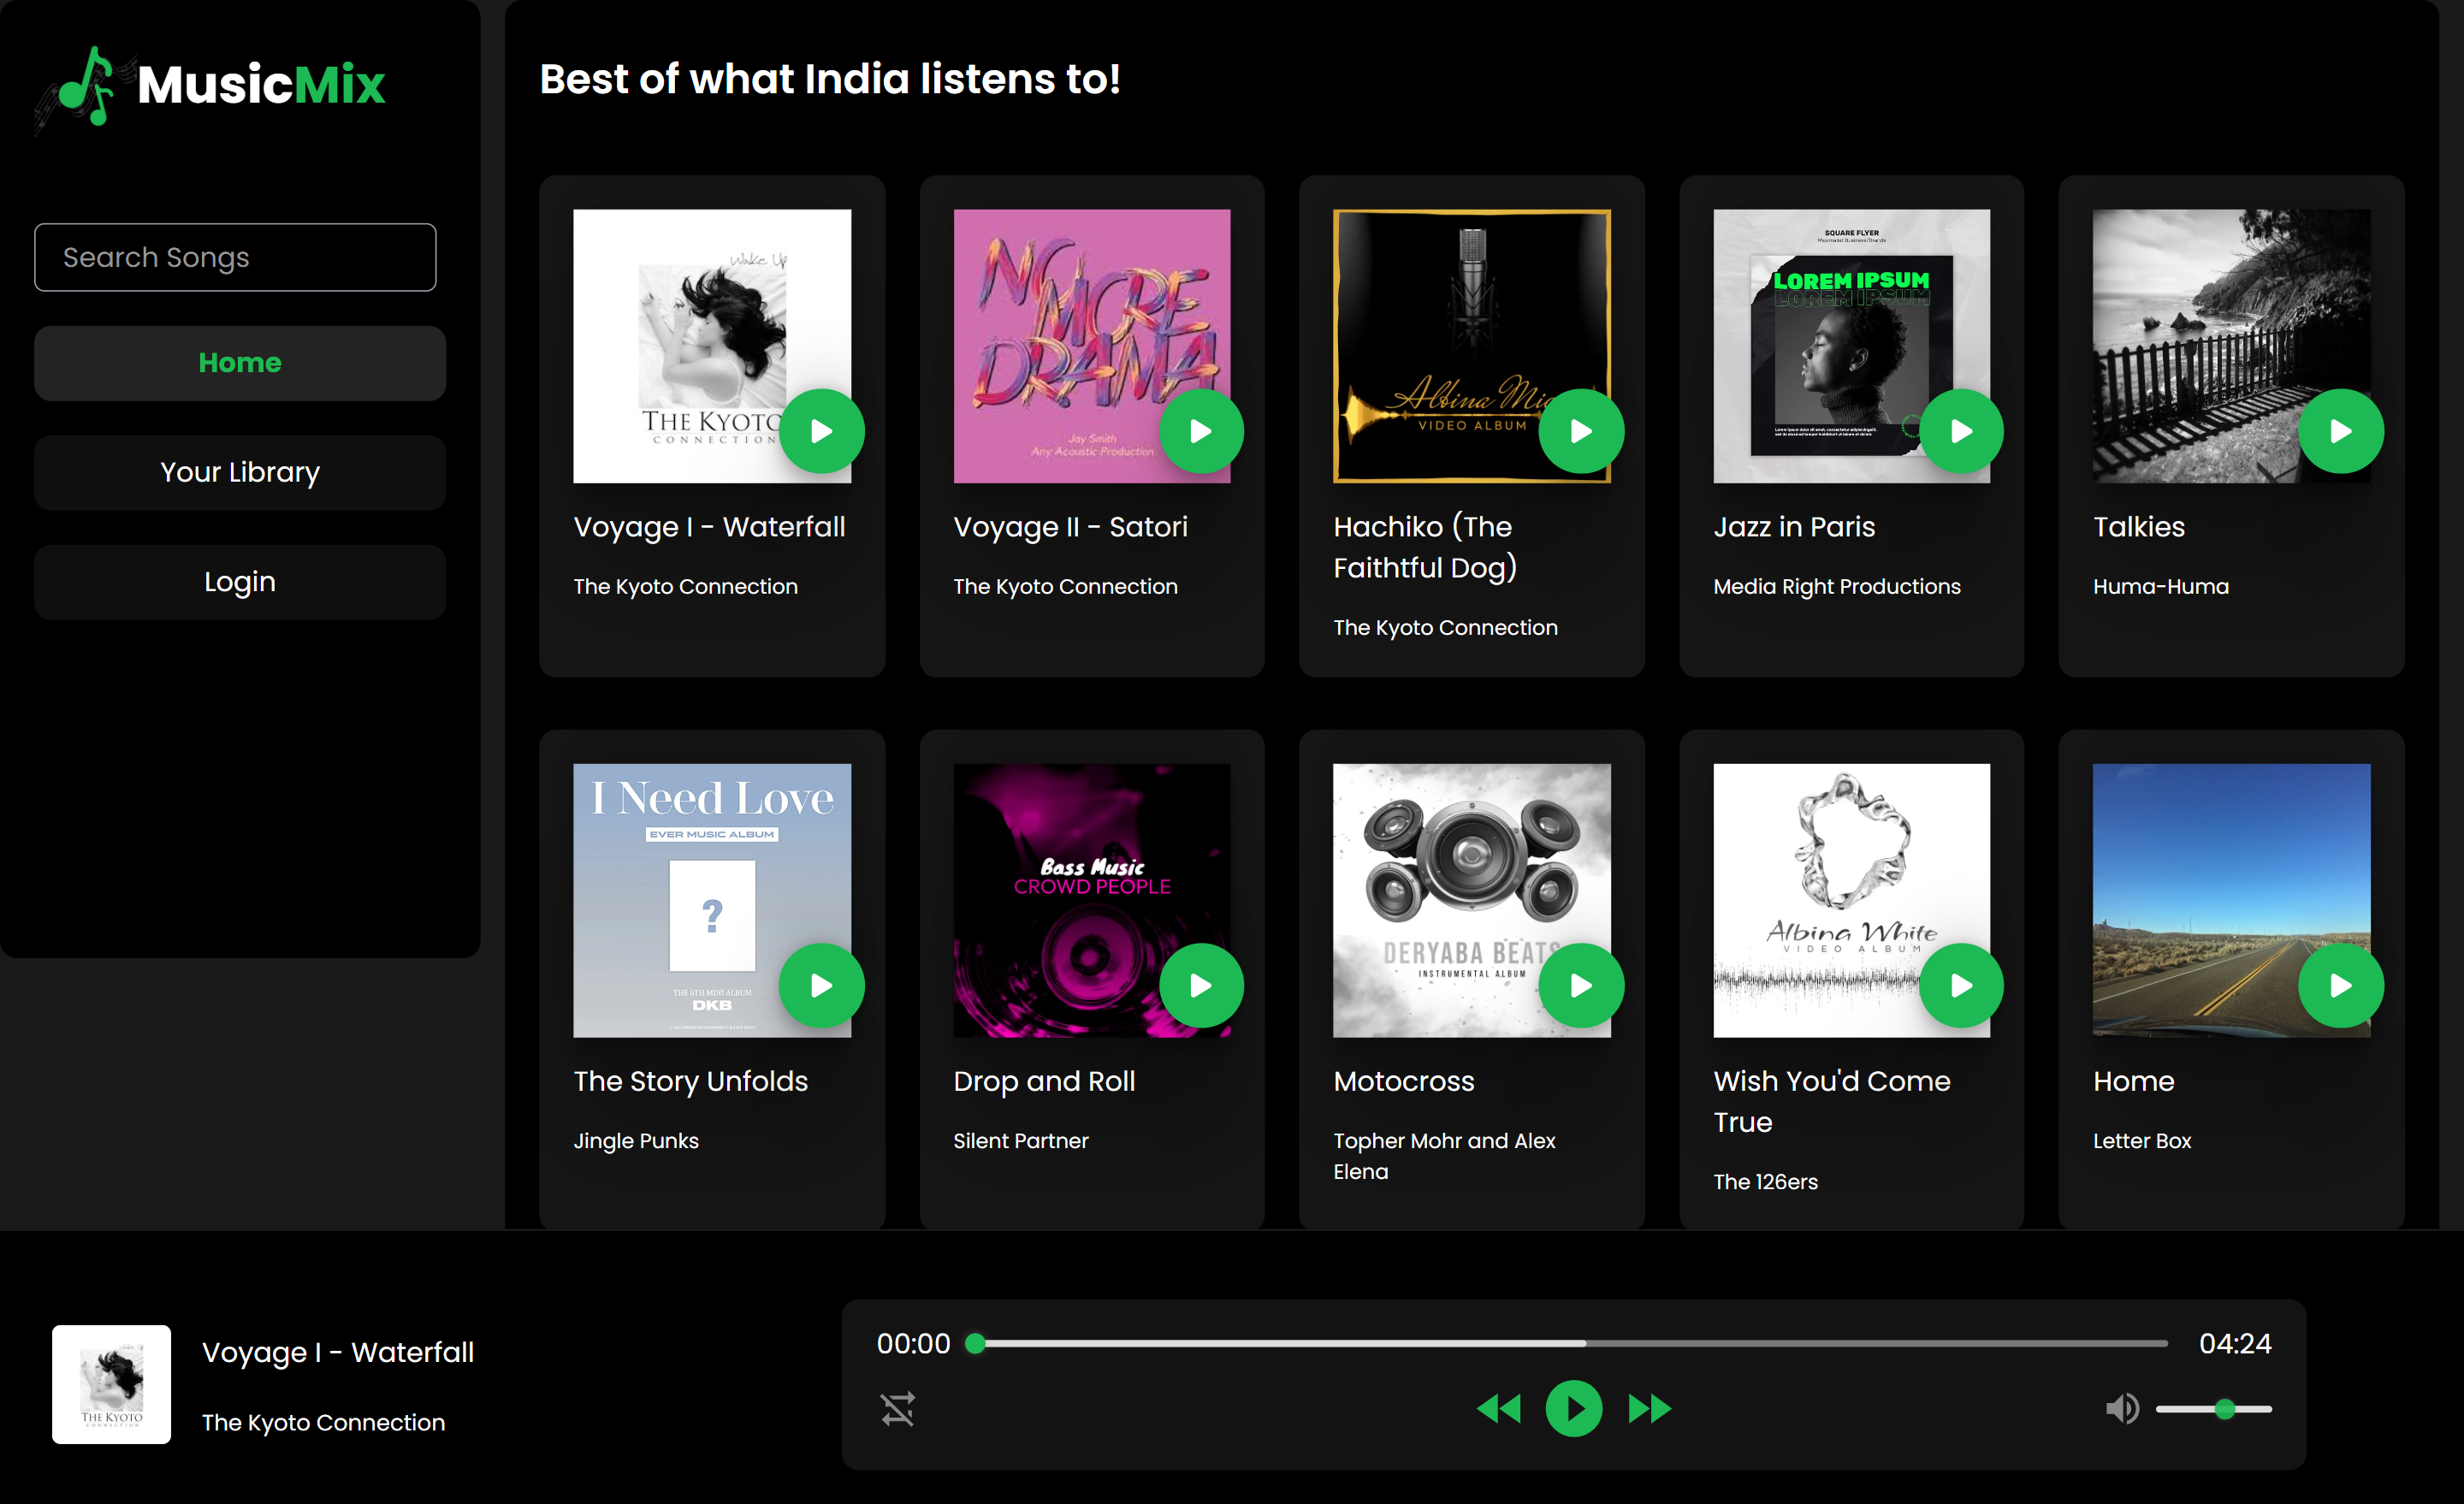 MusicMix
Search Songs
Home
Your Library
Login
Best of what India listens to!
Wake Up
THE KYOTO
CONNECTION
Voyage I - Waterfall
The Kyoto Connection
NO MORE DRAMA
Jay Smith
Any Acoustic Production
Voyage II - Satori
The Kyoto Connection
Albina
VIDEO ALBUM
Hachiko (The
Faithtful Dog)
The Kyoto Connection
SQUARE FLYER
LOREM IPSUM
LOREM IPSUM
Jazz in Paris
Media Right Productions
Talkies
Huma-Huma
I Need Love
EVER MUSIC ALBUM
?
THE 6TH MINI ALBUM
DKB
The Story Unfolds
Jingle Punks
Bass Music
CROWD PEOPLE
Drop and Roll
Silent Partner
DERYABA BEATS
INSTRUMENTAL ALBUM
Motocross
Topher Mohr and Alex
Elena
Albina White
VIDEO ALBUM
Wish You'd Come
True
The 126ers
Home
Letter Box
Wake Up
THE KYOTO
CONNECTION
Voyage I - Waterfall
The Kyoto Connection
00:00
04:24